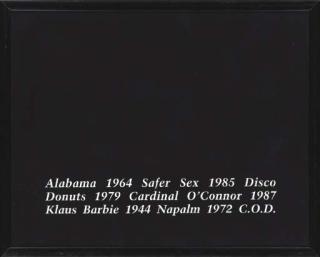 Alabama 1964 Safer Sex 1985 Disco
Donuts 1979 Cardinal O'Connor 1987
Klaus Barbie 1944 Napalm 1972 C.O.D.